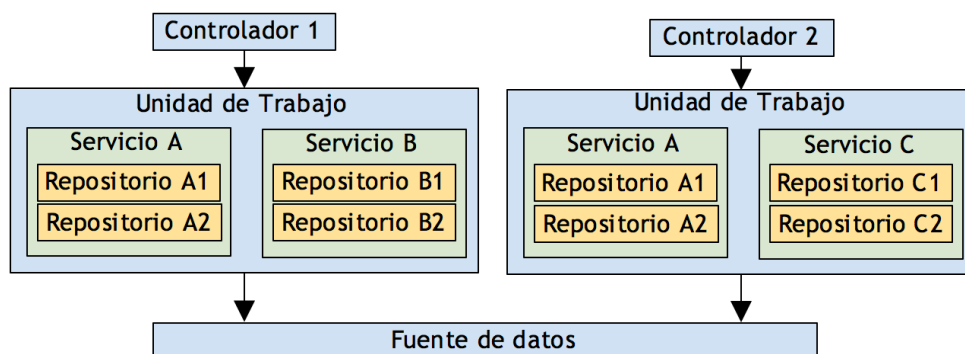 Controlador 1
Unidad de Trabajo
Servicio A
Repositorio A1
Repositorio A2
Servicio B
Repositorio B1
Repositorio B2
Controlador 2
Unidad de Trabajo
Servicio A
Repositorio A1
Repositorio A2
Servicio C
Repositorio C1
Repositorio C2
Fuente de datos